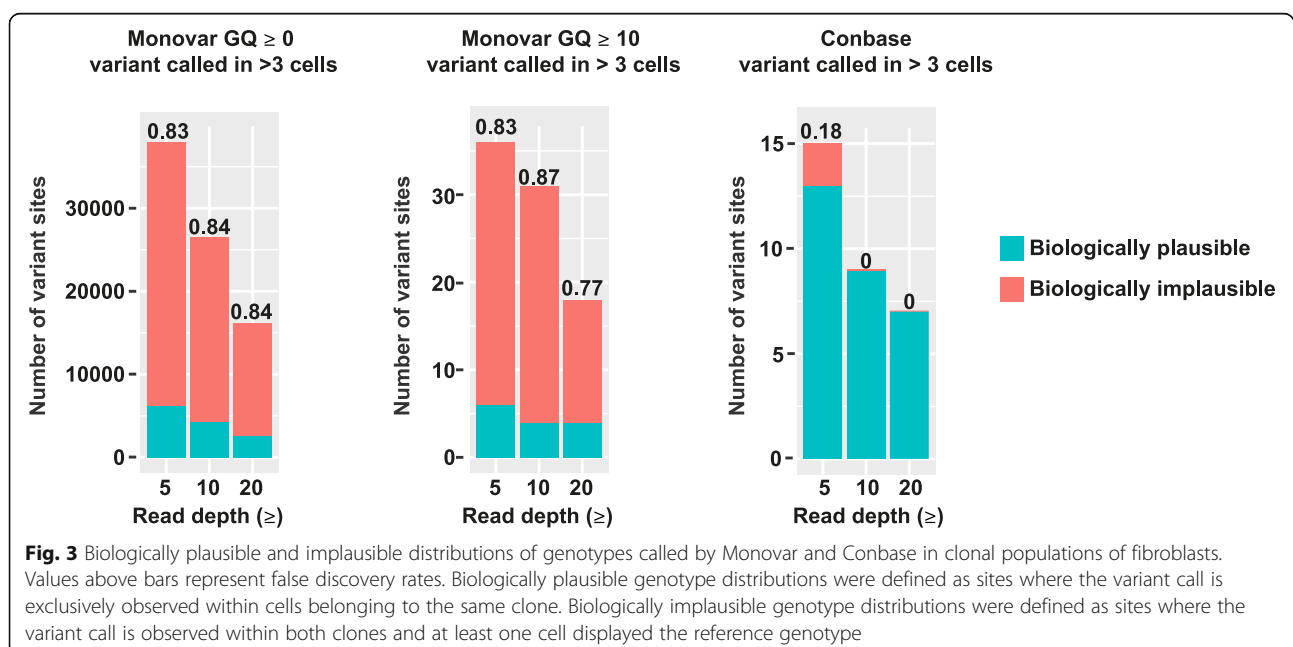 Monovar GQ ≥ 0
variant called in >3 cells
Number of variant sites
30000
20000
10000
0
0.83
0.84
0.84
5 10 20
Read depth (≥)
Monovar GQ ≥ 10
variant called in > 3 cells
Number of variant sites
30
20
10
0
0.83
0.87
0.77
5 10 20
Read depth (≥)
Conbase
variant called in > 3 cells
Number of variant sites
15
10
5
0
0.18
0
0
5 10 20
Read depth (≥)
Biologically plausible
Biologically implausible
Fig. 3 Biologically plausible and implausible distributions of genotypes called by Monovar and Conbase in clonal populations of fibroblasts.
Values above bars represent false discovery rates. Biologically plausible genotype distributions were defined as sites where the variant call is
exclusively observed within cells belonging to the same clone. Biologically implausible genotype distributions were defined as sites where the
variant call is observed within both clones and at least one cell displayed the reference genotype